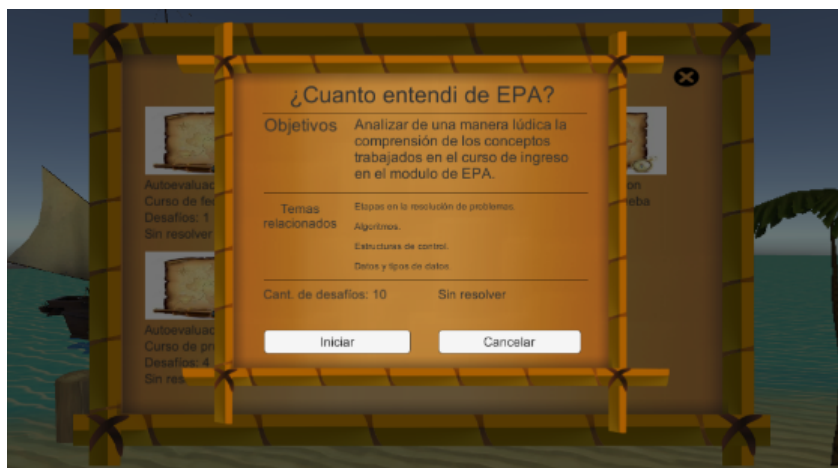 ¿Cuanto entendi de EPA?
Objetivos
Analizar de una manera lúdica la
comprensión de los conceptos
trabajados en el curso de ingreso
en el modulo de EPA.
Temas
relacionados
Etapas en la resolución de problemas.
Algoritmos.
Estructuras de control.
Datos y tipos de datos
Cant. de desafíos: 10
Sin resolver
Iniciar
Cancelar
Autoevaluac
Curso de fe
Desafíos: 1
Sin resolver
Autoevaluac
Curso de pr
Desafíos: 4
Sin res
on
eba